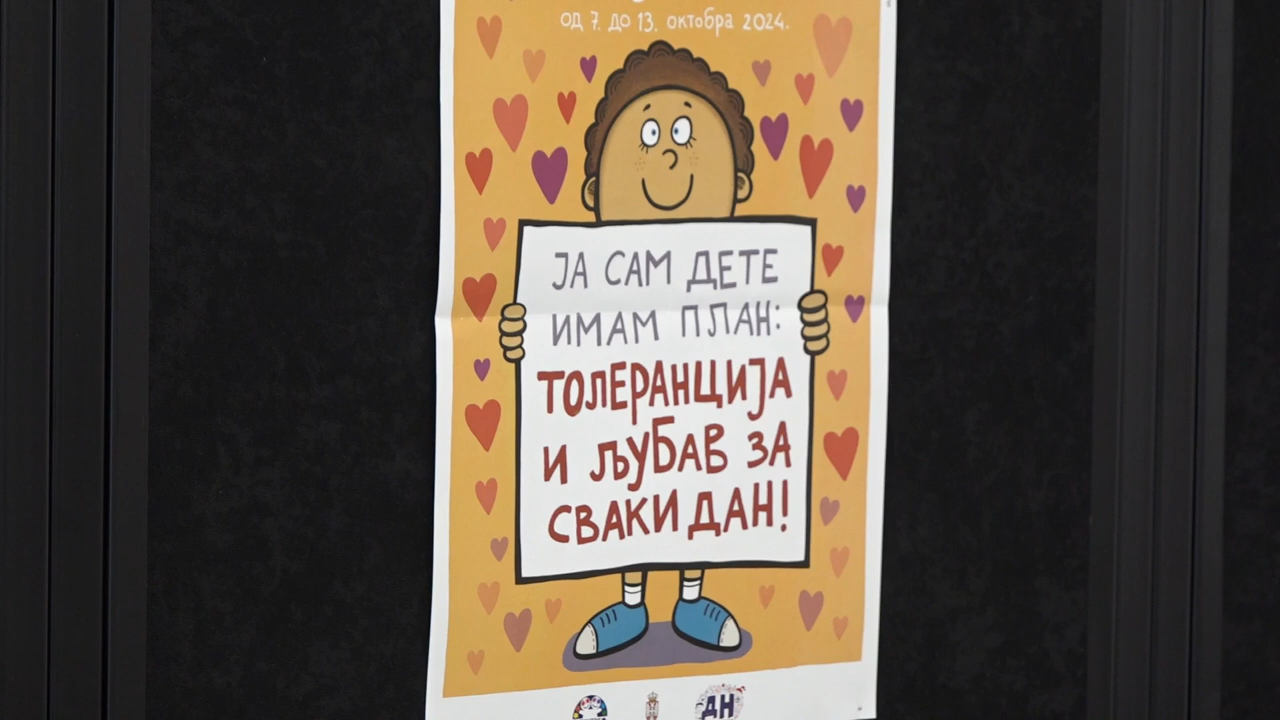 од 7. до 13. октобра 2024.
ЈА САМ ДЕТЕ
ИМАМ ПЛАН:
ТОЛЕРАНЦИЈА
И ЉУБАВ ЗА
СВАКИ ДАН!
ДН